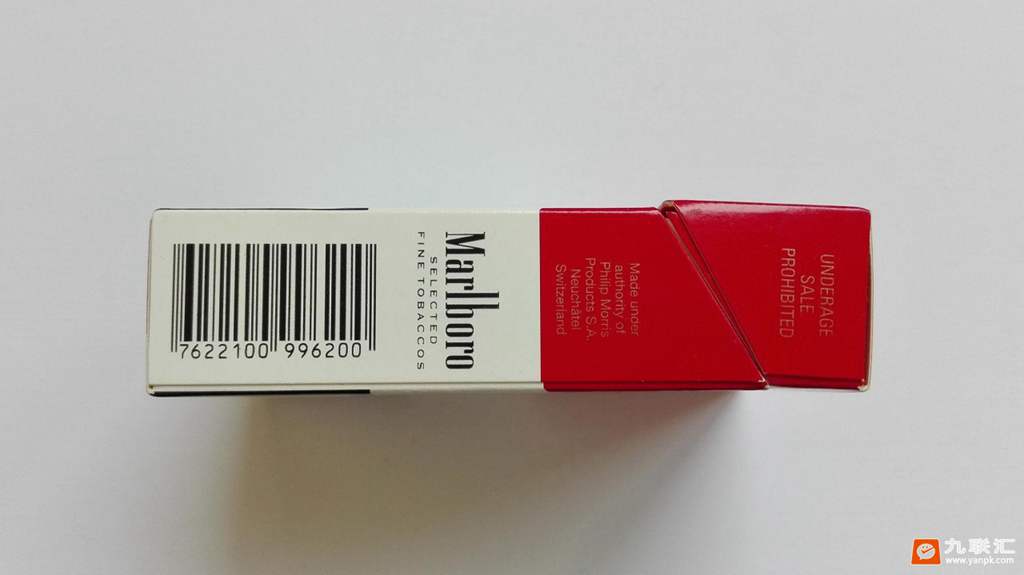 7622100 996200
Marlboro
SELECTED
FINE TOBACCOS
Made under
authority of
Philip Morris
Products S.A.
Neuchâtel
Switzerland
UNDERAGE
SALE
PROHIBITED
九联汇
www.yanpk.com